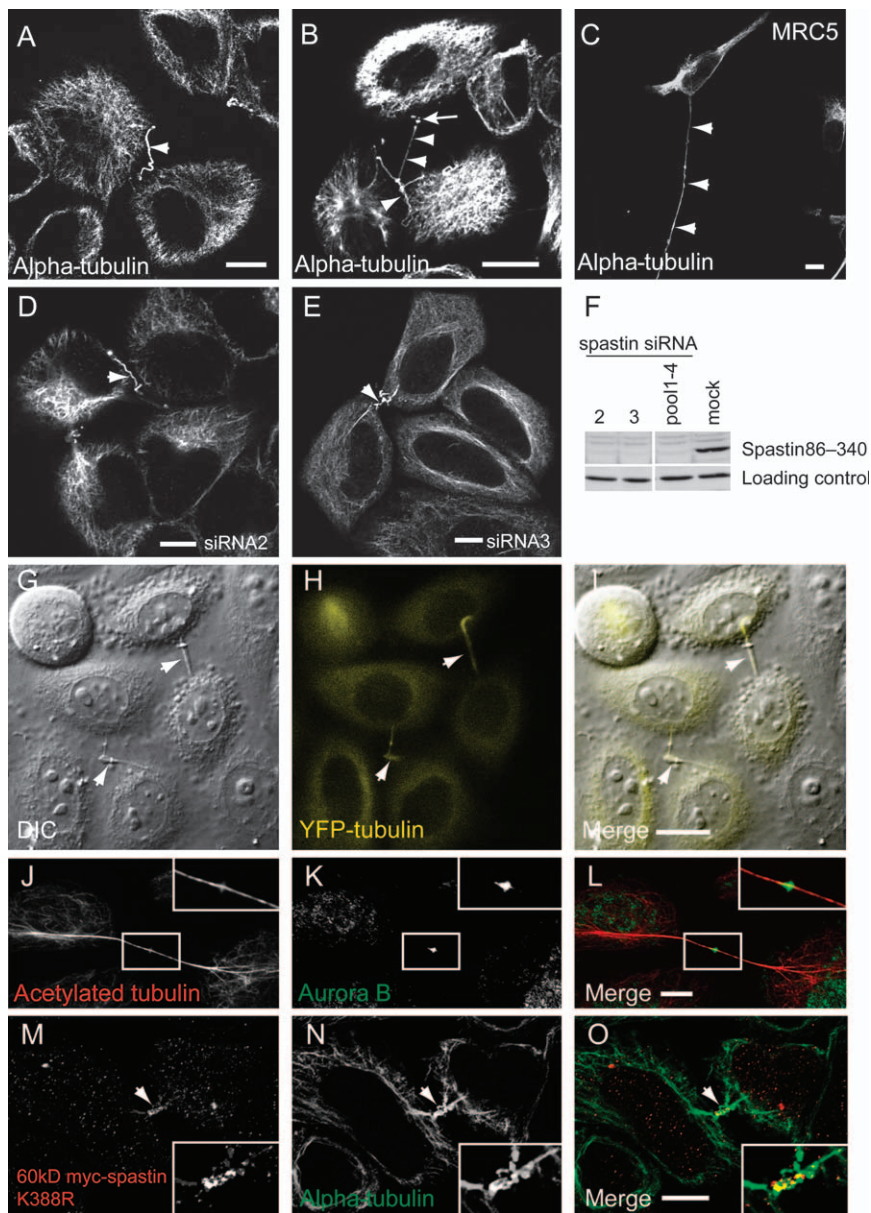 A
B
C
MRC5
Alpha-tubulin
Alpha-tubulin
Alpha-tubulin
D
E
F
spastin siRNA
2
3
pool1-4
mock
Spastin86–340
Loading control
siRNA2
siRNA3
G
H
I
DIC
YFP-tubulin
Merge
J
K
L
Acetylated tubulin
Aurora B
Merge
M
N
O
60kD myc-spastin
K388R
Alpha-tubulin
Merge